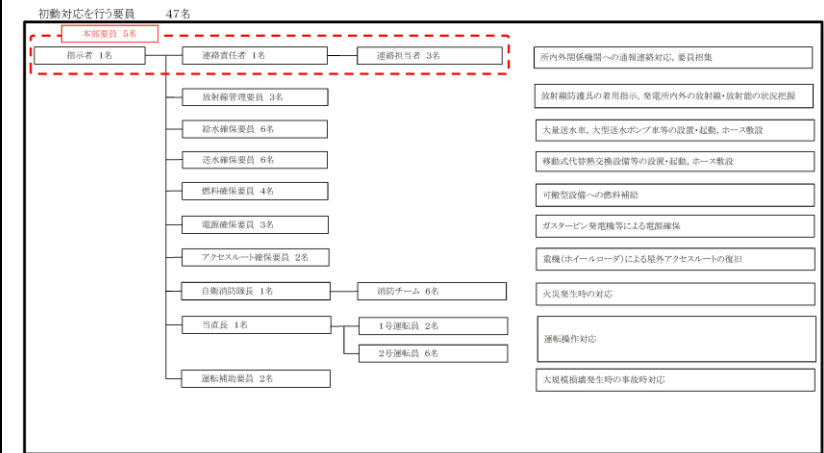 初動対応を行う要員 47名
本部要員 5名
指示者 1名 連絡責任者 1名 連絡担当者 3名 所内外関係機関への通報連絡対応，要員招集
放射線管理要員 3名 放射線防護具の着用指示，発電所内外の放射線・放射能の状況把握
給水確保要員 6名 大量送水車，大型送水ポンプ車等の設置・起動，ホース敷設
送水確保要員 6名 移動式代替熱交換設備等の設置・起動，ホース敷設
燃料確保要員 4名 可搬型設備への燃料補給
電源確保要員 3名 ガスタービン発電機等による電源確保
アクセスルート確保要員 2名 重機(ホイールローダ)による屋外アクセスルートの復旧
自衛消防隊長 1名 消防チーム 6名 火災発生時の対応
当直長 1名 1号運転員 2名 運転操作対応
2号運転員 6名
運転補助要員 2名 大規模損壊発生時の事故時対応